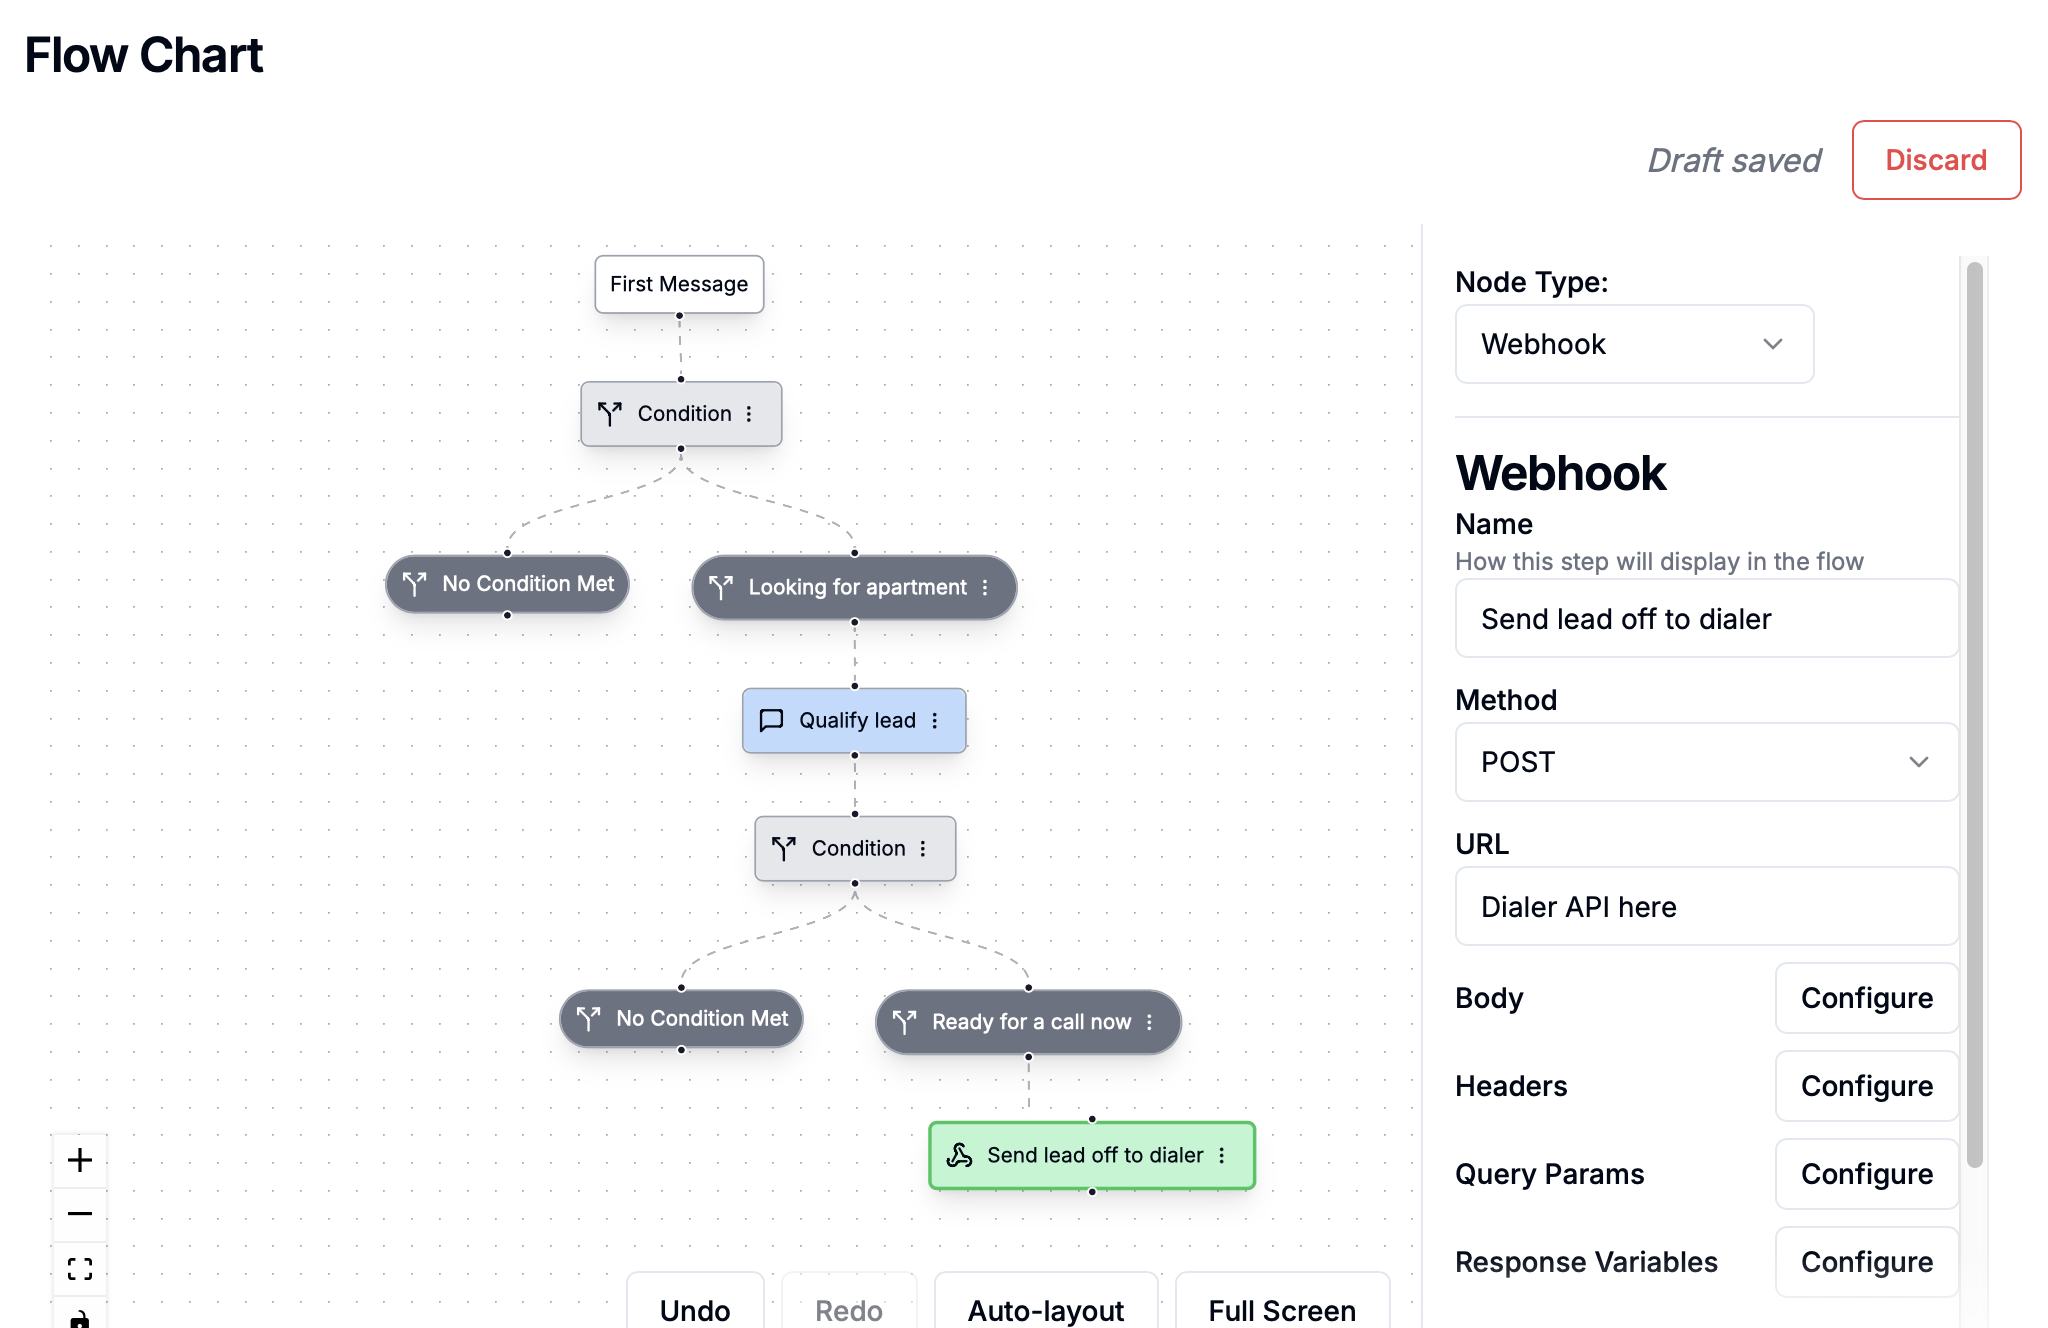 Flow Chart
Draft saved
Discard
First Message
Condition
No Condition Met
Looking for apartment
Qualify lead
Condition
No Condition Met
Ready for a call now
Send lead off to dialer
Undo
Redo
Auto-layout
Full Screen
Node Type:
Webhook
Webhook
Name
How this step will display in the flow
Send lead off to dialer
Method
POST
URL
Dialer API here
Body
Configure
Headers
Configure
Query Params
Configure
Response Variables
Configure